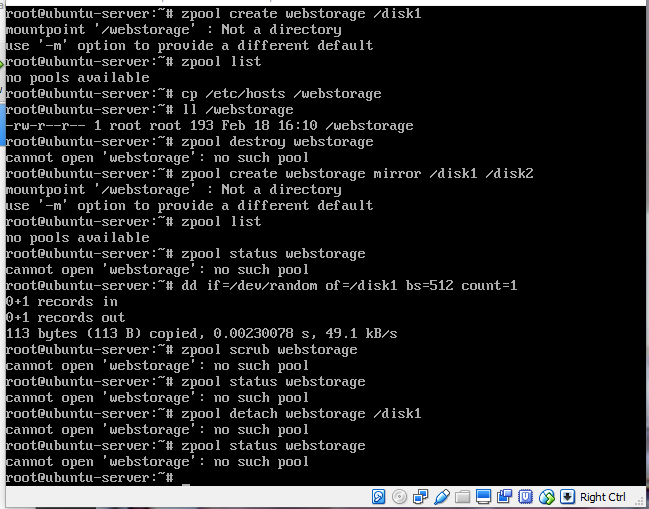 root@ubuntu-server:~# zpool create webstorage /disk1
mountpoint '/webstorage' : Not a directory
use '-m' option to provide a different default
root@ubuntu-server:~# zpool list
no pools available
root@ubuntu-server:~# cp /etc/hosts /webstorage
root@ubuntu-server:~# ll /webstorage
-rw-r--r-- 1 root root 193 Feb 18 16:10 /webstorage
root@ubuntu-server:~# zpool destroy webstorage
cannot open 'webstorage': no such pool
root@ubuntu-server:~# zpool create webstorage mirror /disk1 /disk2
mountpoint '/webstorage' : Not a directory
use '-m' option to provide a different default
root@ubuntu-server:~# zpool list
no pools available
root@ubuntu-server:~# zpool status webstorage
cannot open 'webstorage': no such pool
root@ubuntu-server:~# dd if=/dev/random of=/disk1 bs=512 count=1
0+1 records in
0+1 records out
113 bytes (113 B) copied, 0.00230078 s, 49.1 kB/s
root@ubuntu-server:~# zpool scrub webstorage
cannot open 'webstorage': no such pool
root@ubuntu-server:~# zpool status webstorage
cannot open 'webstorage': no such pool
root@ubuntu-server:~# zpool detach webstorage /disk1
cannot open 'webstorage': no such pool
root@ubuntu-server:~# zpool status webstorage
cannot open 'webstorage': no such pool
root@ubuntu-server:~# _
Right Ctrl